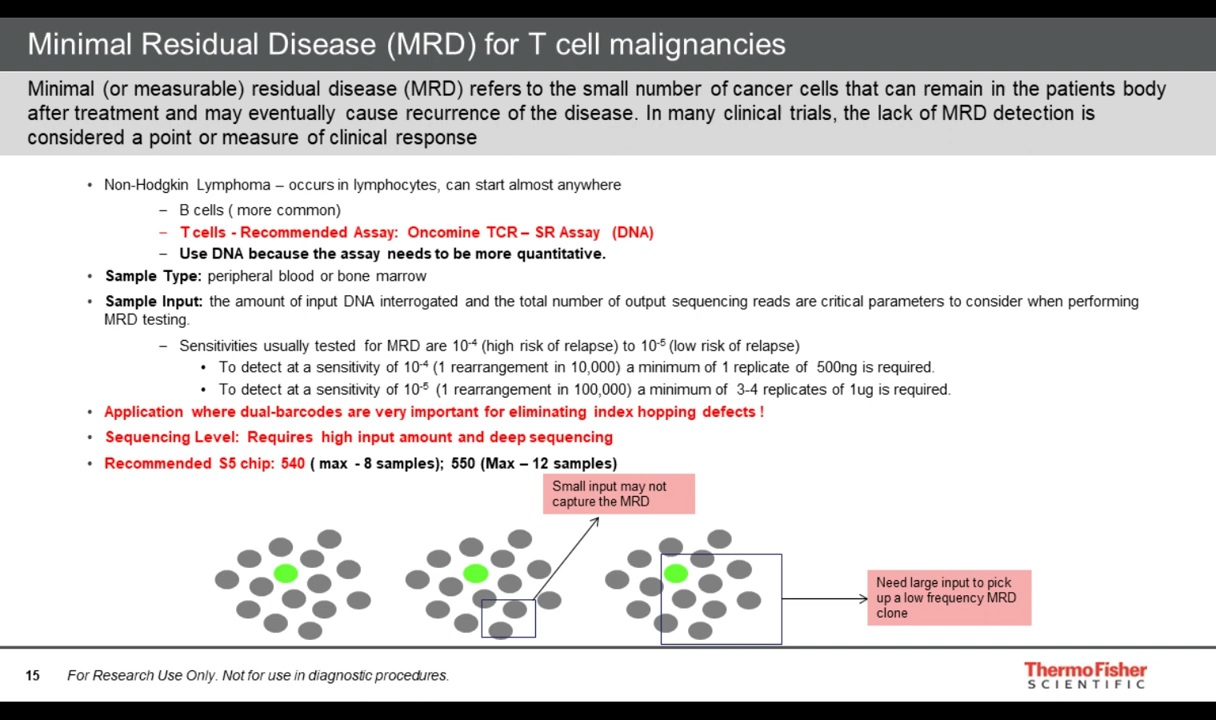 Minimal Residual Disease (MRD) for T cell malignancies
Minimal (or measurable) residual disease (MRD) refers to the small number of cancer cells that can remain in the patients body
after treatment and may eventually cause recurrence of the disease. In many clinical trials, the lack of MRD detection is
considered a point or measure of clinical response
• Non-Hodgkin Lymphoma – occurs in lymphocytes, can start almost anywhere
– B cells ( more common)
– T cells - Recommended Assay: Oncomine TCR – SR Assay (DNA)
– Use DNA because the assay needs to be more quantitative.
• Sample Type: peripheral blood or bone marrow
• Sample Input: the amount of input DNA interrogated and the total number of output sequencing reads are critical parameters to consider when performing
MRD testing.
– Sensitivities usually tested for MRD are 10⁻⁴ (high risk of relapse) to 10⁻⁵ (low risk of relapse)
• To detect at a sensitivity of 10⁻⁴ (1 rearrangement in 10,000) a minimum of 1 replicate of 500ng is required.
• To detect at a sensitivity of 10⁻⁵ (1 rearrangement in 100,000) a minimum of 3-4 replicates of 1ug is required.
• Application where dual-barcodes are very important for eliminating index hopping defects !
• Sequencing Level: Requires high input amount and deep sequencing
• Recommended S5 chip: 540 ( max - 8 samples); 550 (Max – 12 samples)
Small input may not
capture the MRD
Need large input to pick
up a low frequency MRD
clone
15 For Research Use Only. Not for use in diagnostic procedures.
ThermoFisher
SCIENTIFIC